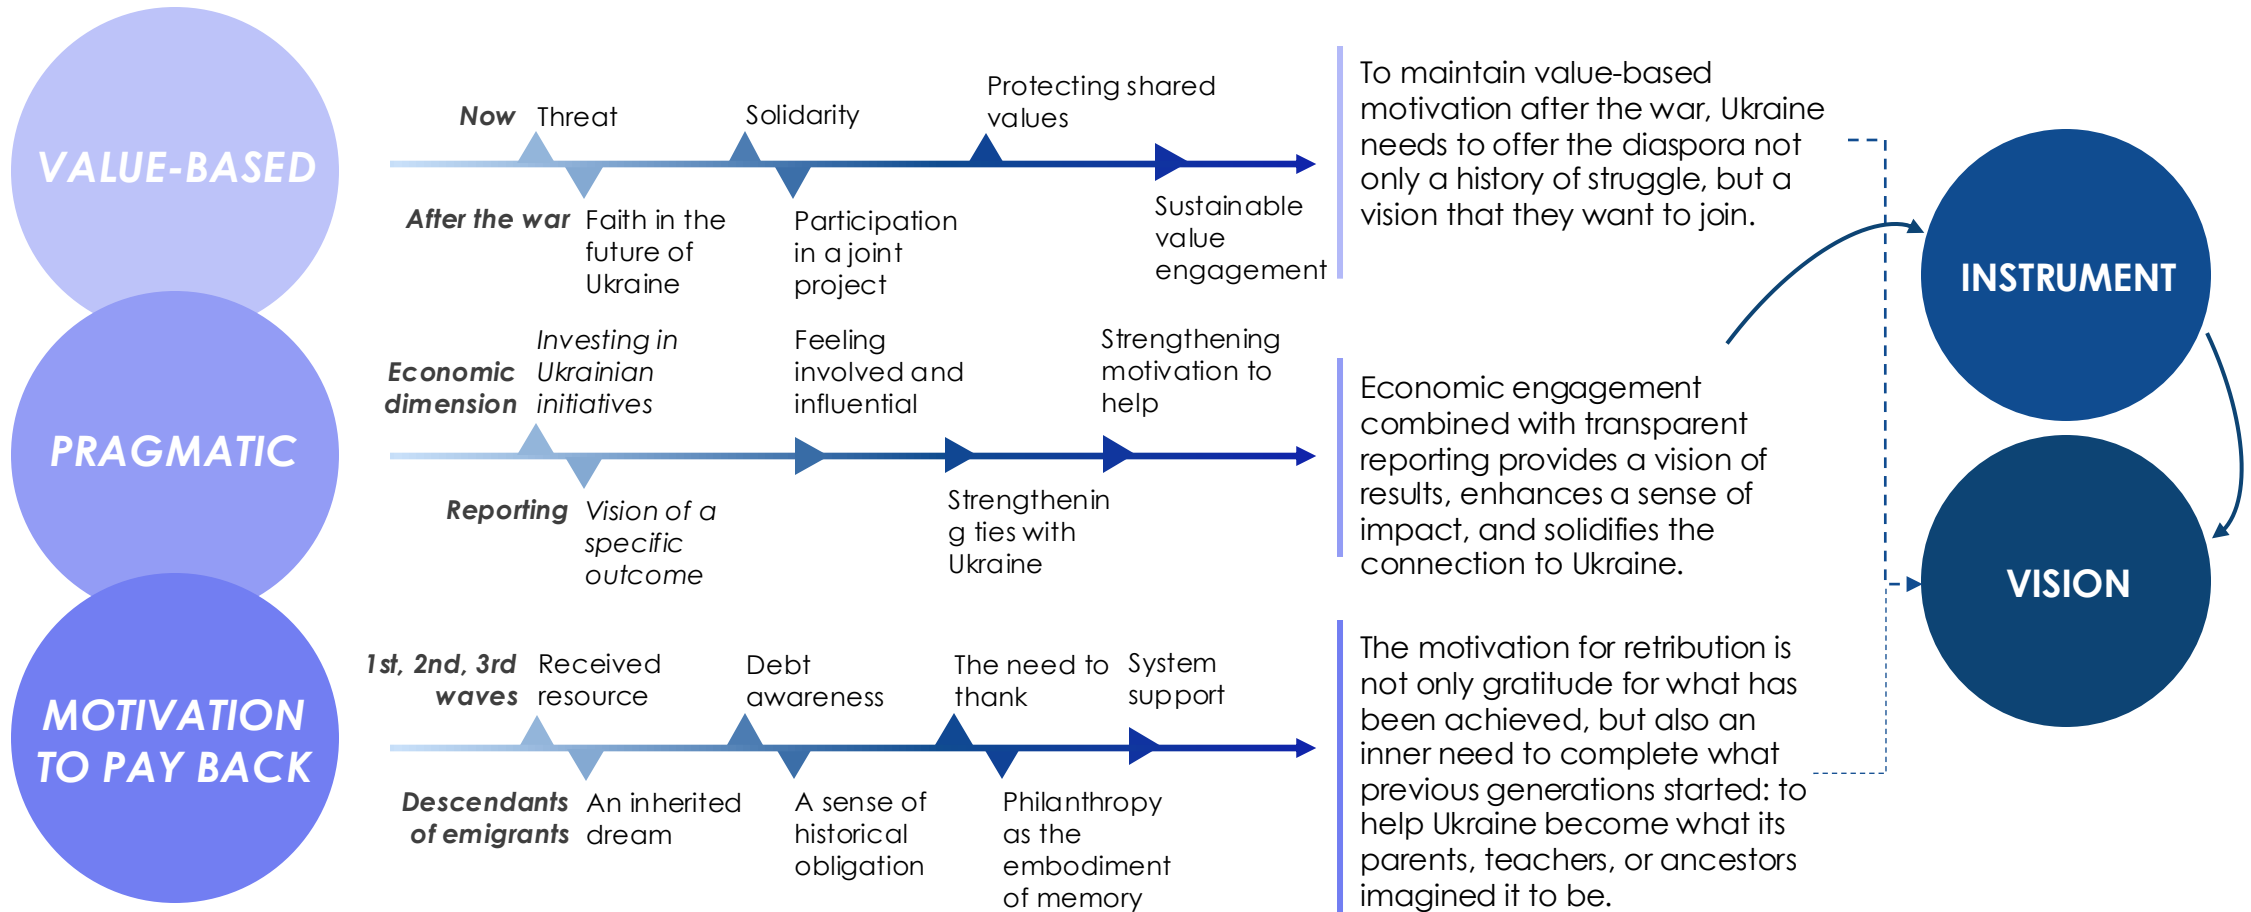 VALUE-BASED
Now
Threat
Solidarity
Protecting shared
values
After the war
Faith in the
future of
Ukraine
Participation
in a joint
project
Sustainable
value
engagement
To maintain value-based
motivation after the war, Ukraine
needs to offer the diaspora not
only a history of struggle, but a
vision that they want to join.
PRAGMATIC
Economic
dimension
Investing in
Ukrainian
initiatives
Feeling
involved and
influential
Strengthening
motivation to
help
Reporting
Vision of a
specific
outcome
Strengthenin
g ties with
Ukraine
Economic engagement
combined with transparent
reporting provides a vision of
results, enhances a sense of
impact, and solidifies the
connection to Ukraine.
MOTIVATION
TO PAY BACK
1st, 2nd, 3rd
waves
Received
resource
Debt
awareness
The need to
thank
System
support
Descendants
of emigrants
An inherited
dream
A sense of
historical
obligation
Philanthropy
as the
embodiment
of memory
The motivation for retribution is
not only gratitude for what has
been achieved, but also an
inner need to complete what
previous generations started: to
help Ukraine become what its
parents, teachers, or ancestors
imagined it to be.
INSTRUMENT
VISION